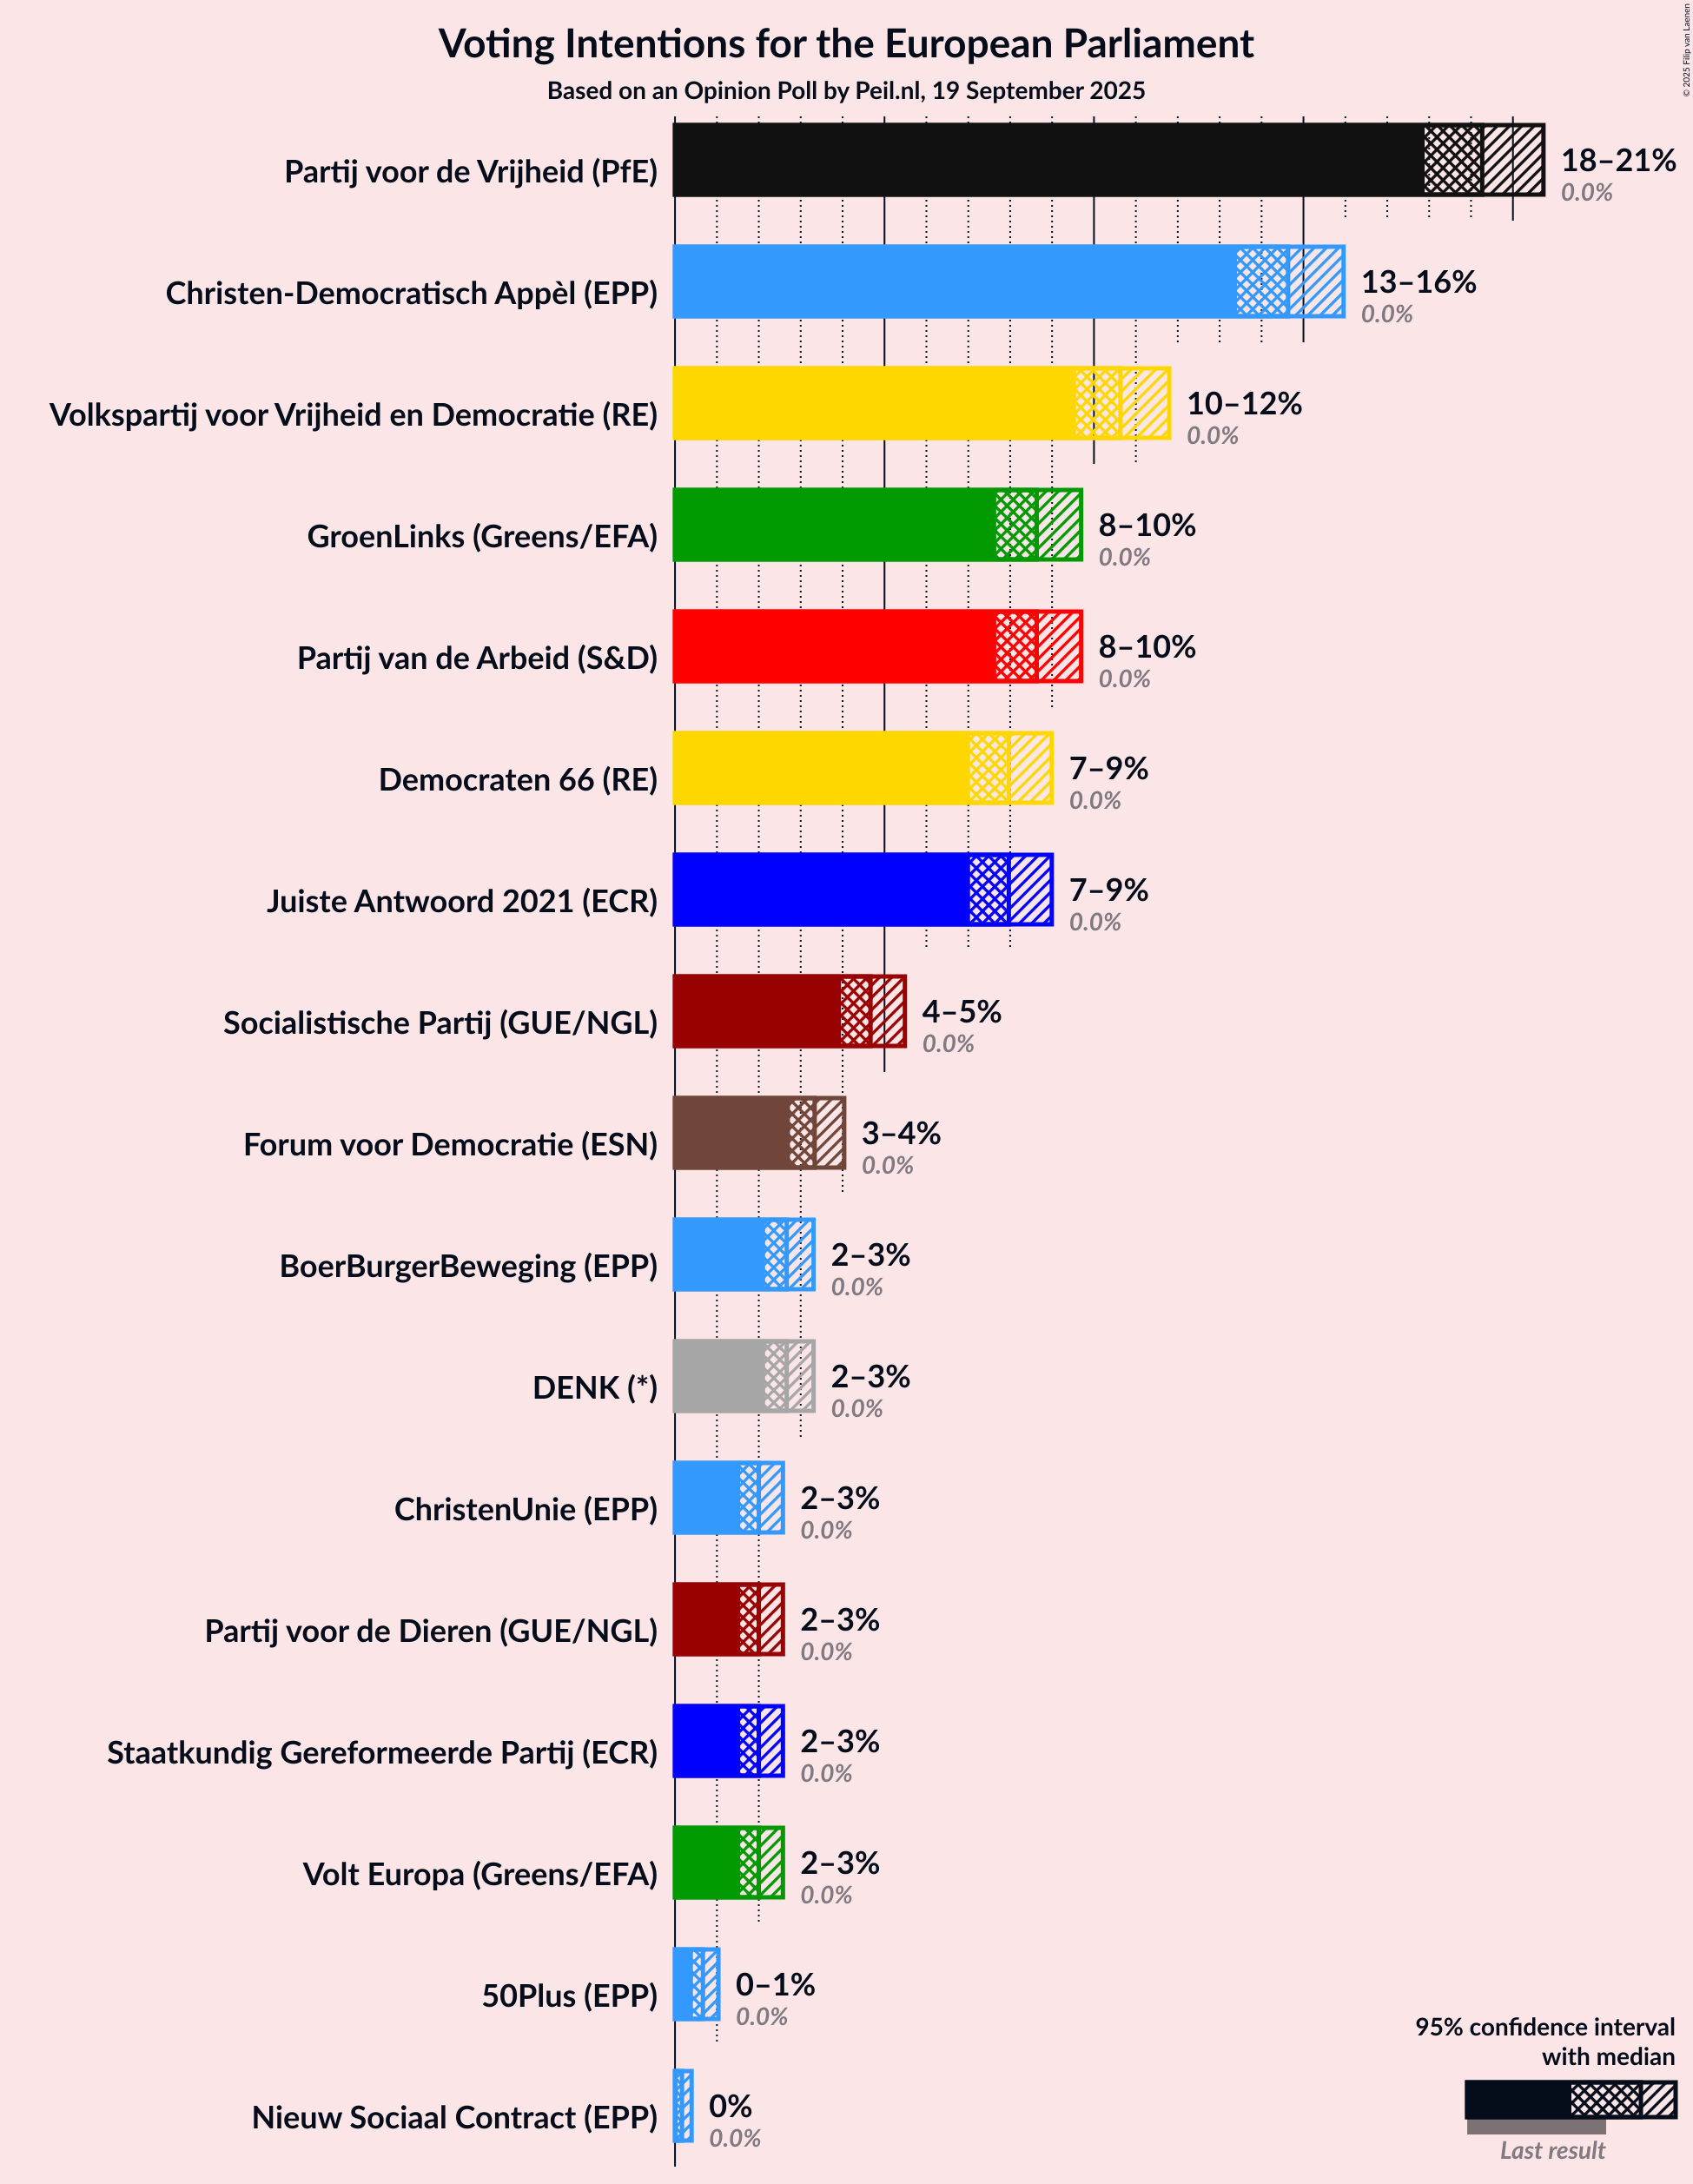 Voting Intentions for the European Parliament
Based on an Opinion Poll by Peil.nl, 19 September 2025
© 2025 Filip van Laenen
Partij voor de Vrijheid (PfE)
18–21%
0.0%
Christen-Democratisch Appèl (EPP)
13–16%
0.0%
Volkspartij voor Vrijheid en Democratie (RE)
10–12%
0.0%
GroenLinks (Greens/EFA)
8–10%
0.0%
Partij van de Arbeid (S&D)
8–10%
0.0%
Democraten 66 (RE)
7–9%
0.0%
Juiste Antwoord 2021 (ECR)
7–9%
0.0%
Socialistische Partij (GUE/NGL)
4–5%
0.0%
Forum voor Democratie (ESN)
3–4%
0.0%
BoerBurgerBeweging (EPP)
2–3%
0.0%
DENK (*)
2–3%
0.0%
ChristenUnie (EPP)
2–3%
0.0%
Partij voor de Dieren (GUE/NGL)
2–3%
0.0%
Staatkundig Gereformeerde Partij (ECR)
2–3%
0.0%
Volt Europa (Greens/EFA)
2–3%
0.0%
50Plus (EPP)
0–1%
0.0%
Nieuw Sociaal Contract (EPP)
0%
0.0%
95% confidence interval
with median
Last result